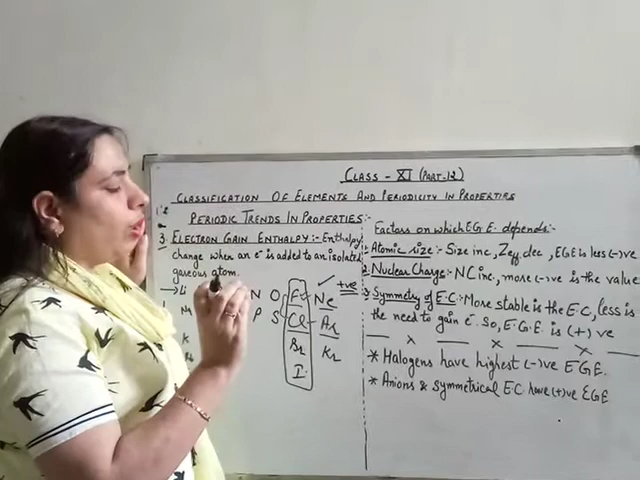 CLASS - XI (PART-12)
CLASSIFICATION OF ELEMENTS AND PERIODICITY IN PROPERTIES
PERIODIC TRENDS IN PROPERTIES:-
3 ELECTRON GAIN ENTHALPY:- Enthalpy
change when an e⁻ is added to an isolated
gaseous atom.
Li N O F Ne +ve
P S Cl Ar
K Br Kr
I
Factors on which E.G.E. depends:-
1. Atomic size:- Size inc, Zeff dec, EGE is less (-)ve
2. Nuclear Charge:- NC inc., more (-)ve is the value
3. Symmetry of E.C:- More stable is the E.C, less is
the need to gain e⁻. So, E.G.E. is (+) ve
— x — x — x —
* Halogens have highest (-)ve EGE.
* Anions & symmetrical E.C have (+)ve EGE